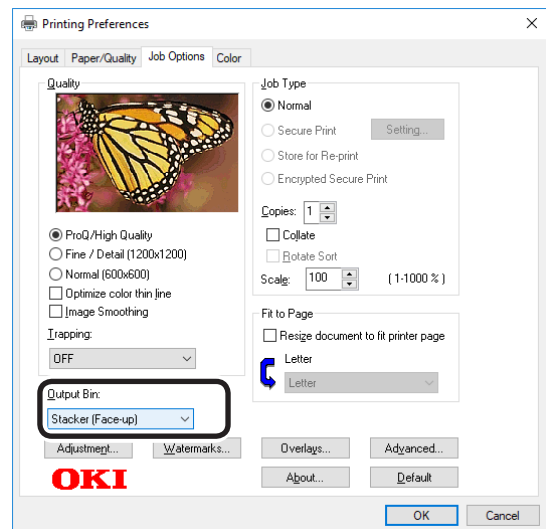 Printing Preferences
Layout Paper/Quality Job Options Color
Quality
ProQ/High Quality
Fine / Detail (1200x1200)
Normal (600x600)
Optimize color thin line
Image Smoothing
Trapping:
OFF
Output Bin:
Stacker (Face-up)
Job Type
Normal
Secure Print Setting...
Store for Re-print
Encrypted Secure Print
Copies: 1
Collate
Rotate Sort
Scale: 100 (1-1000 %)
Fit to Page
Resize document to fit printer page
Letter
Letter
Adjustment... Watermarks... Overlays... Advanced...
OKI About... Default
OK Cancel